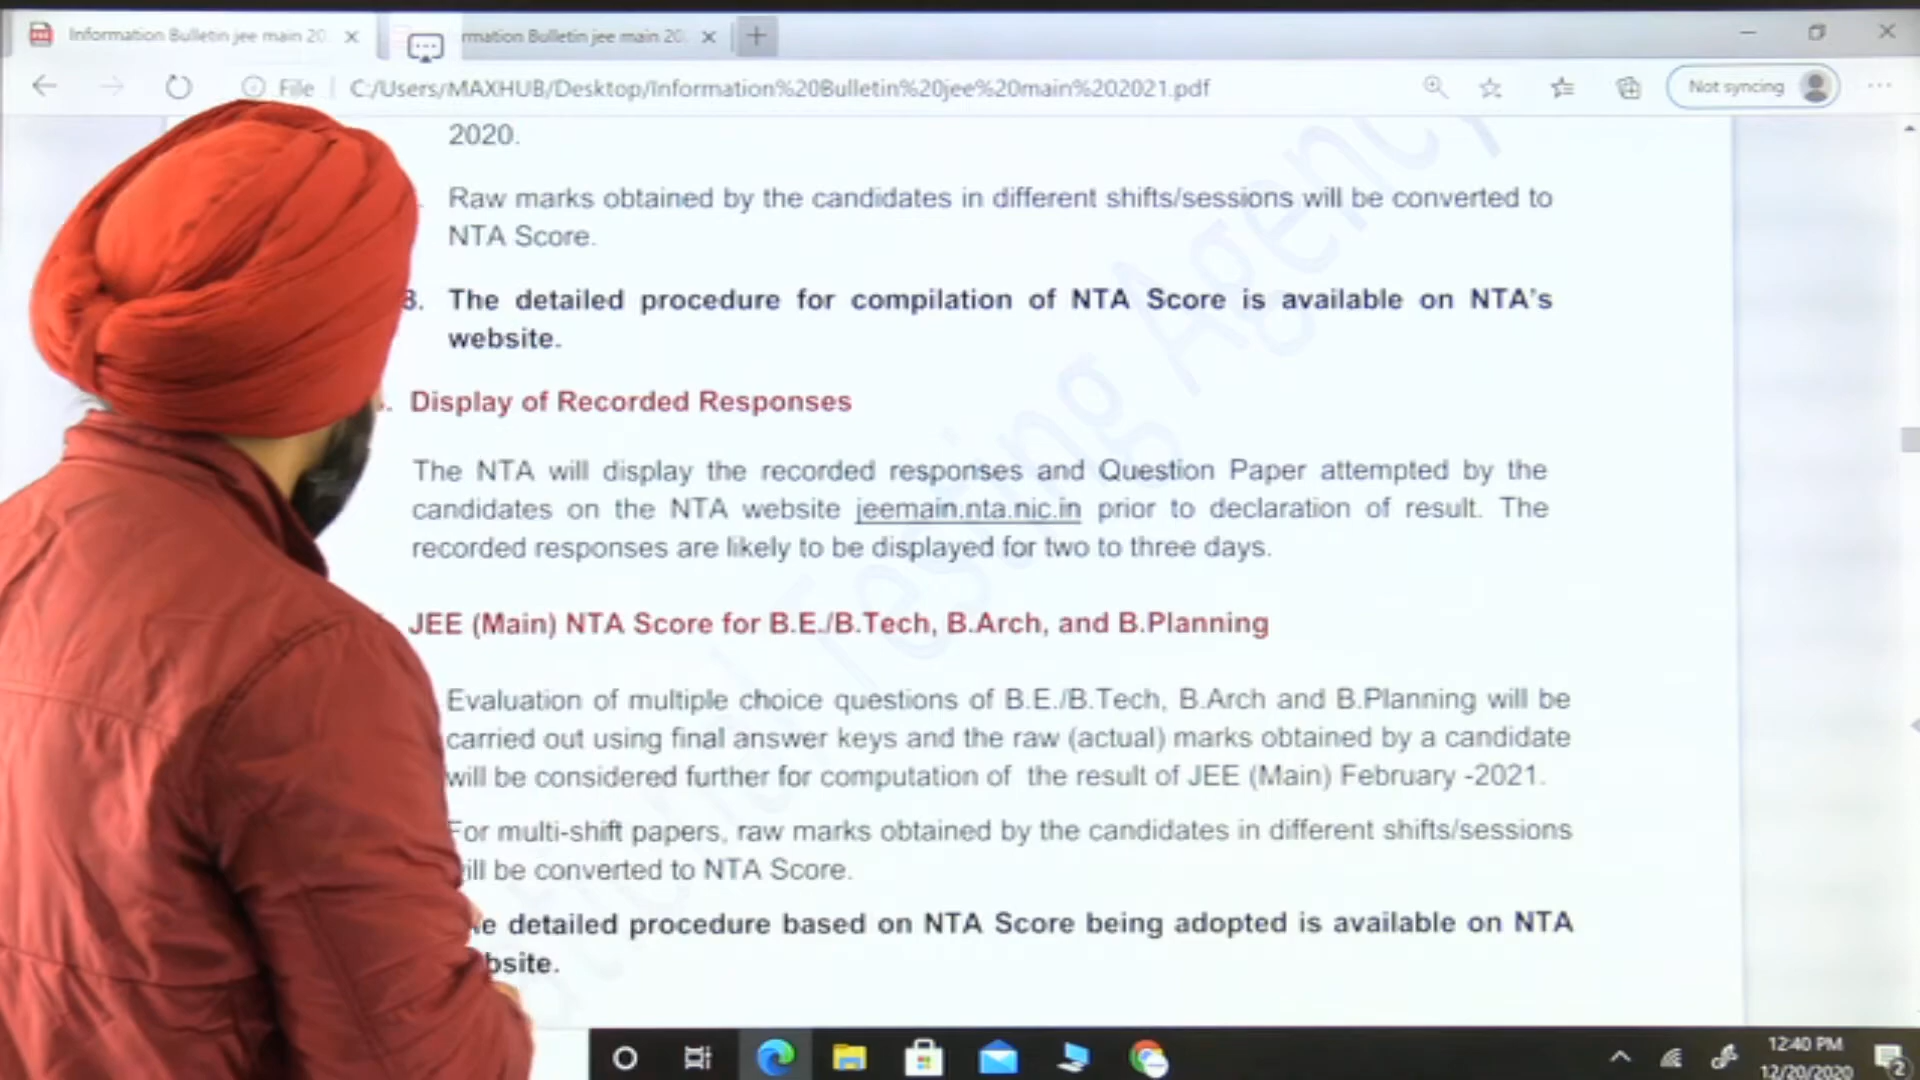 Information Bulletin jee main 20
rmation Bulletin jee main 20
File
C:/Users/MAXHUB/Desktop/Information%20Bulletin%20jee%20main%202021.pdf
Not syncing
2020.
Raw marks obtained by the candidates in different shifts/sessions will be converted to
NTA Score.
3. The detailed procedure for compilation of NTA Score is available on NTA's
website.
Display of Recorded Responses
The NTA will display the recorded responses and Question Paper attempted by the
candidates on the NTA website jeemain.nta.nic.in prior to declaration of result. The
recorded responses are likely to be displayed for two to three days.
JEE (Main) NTA Score for B.E./B.Tech, B.Arch, and B.Planning
Evaluation of multiple choice questions of B.E./B.Tech, B.Arch and B.Planning will be
carried out using final answer keys and the raw (actual) marks obtained by a candidate
will be considered further for computation of the result of JEE (Main) February -2021.
For multi-shift papers, raw marks obtained by the candidates in different shifts/sessions
ill be converted to NTA Score.
e detailed procedure based on NTA Score being adopted is available on NTA
bsite.
Testing Agency
12:40 PM
12/20/2020
2